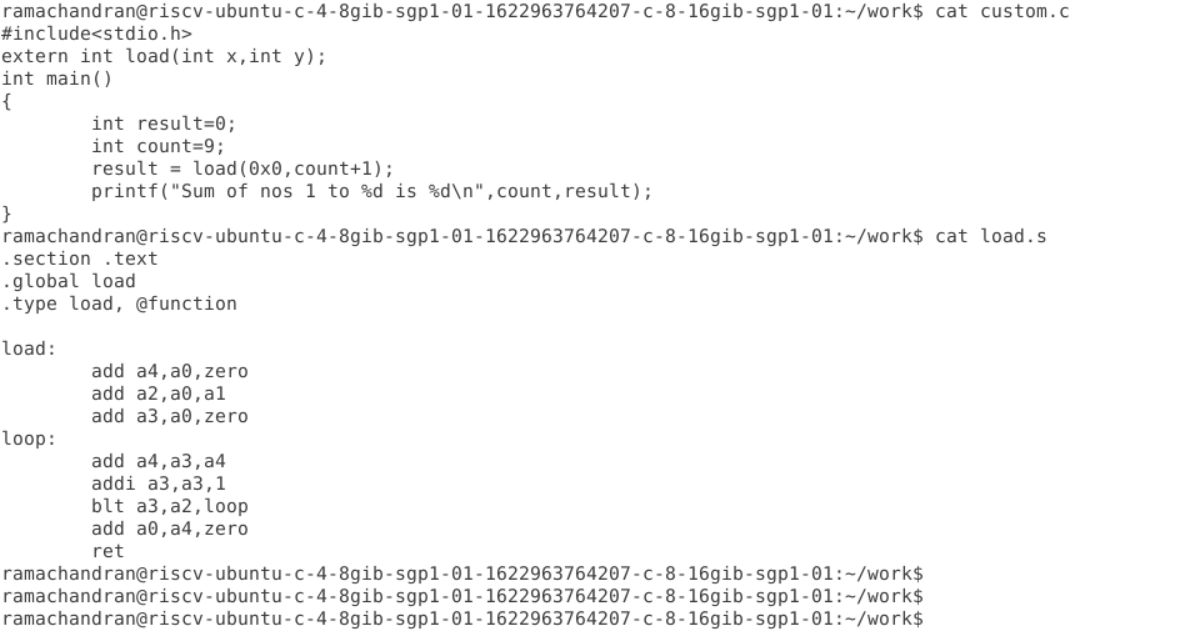 ramachandran@riscv-ubuntu-c-4-8gib-sgp1-01-1622963764207-c-8-16gib-sgp1-01:~/work$ cat custom.c
#include<stdio.h>
extern int load(int x,int y);
int main()
{
        int result=0;
        int count=9;
        result = load(0x0,count+1);
        printf("Sum of nos 1 to %d is %d\n",count,result);
}
ramachandran@riscv-ubuntu-c-4-8gib-sgp1-01-1622963764207-c-8-16gib-sgp1-01:~/work$ cat load.s
.section .text
.global load
.type load, @function

load:
        add a4,a0,zero
        add a2,a0,a1
        add a3,a0,zero
loop:
        add a4,a3,a4
        addi a3,a3,1
        blt a3,a2,loop
        add a0,a4,zero
        ret
ramachandran@riscv-ubuntu-c-4-8gib-sgp1-01-1622963764207-c-8-16gib-sgp1-01:~/work$
ramachandran@riscv-ubuntu-c-4-8gib-sgp1-01-1622963764207-c-8-16gib-sgp1-01:~/work$
ramachandran@riscv-ubuntu-c-4-8gib-sgp1-01-1622963764207-c-8-16gib-sgp1-01:~/work$